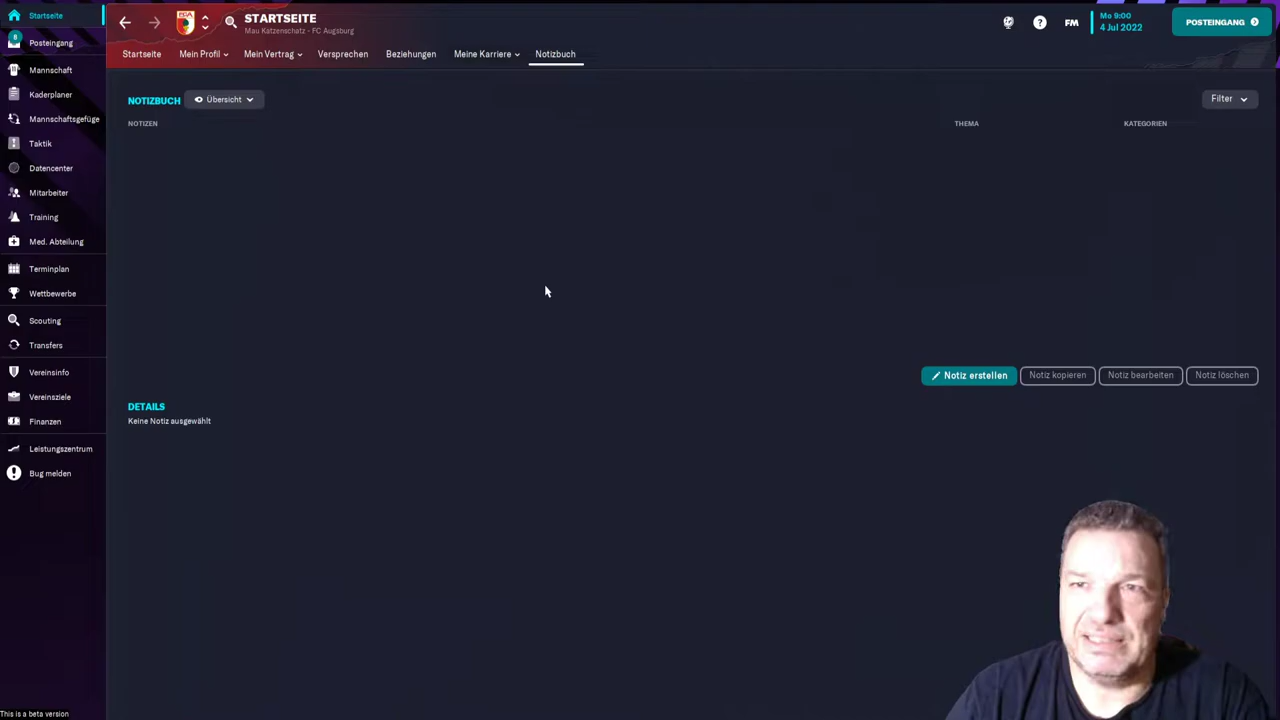 Startseite
6
Posteingang
Mannschaft
Kaderplaner
Mannschaftsgefüge
Taktik
Datencenter
Mitarbeiter
Training
Med. Abteilung
Terminplan
Wettbewerbe
Scouting
Transfers
Vereinsinfo
Vereinsziele
Finanzen
Leistungszentrum
Bug melden
This is a beta version
STARTSEITE
Mau Katzenschatz - FC Augsburg
FM
Mo 9:00
4 Jul 2022
POSTEINGANG
Startseite Mein Profil Mein Vertrag Versprechen Beziehungen Meine Karriere Notizbuch
NOTIZBUCH Übersicht Filter
NOTIZEN THEMA KATEGORIEN
Notiz erstellen Notiz kopieren Notiz bearbeiten Notiz löschen
DETAILS
Keine Notiz ausgewählt